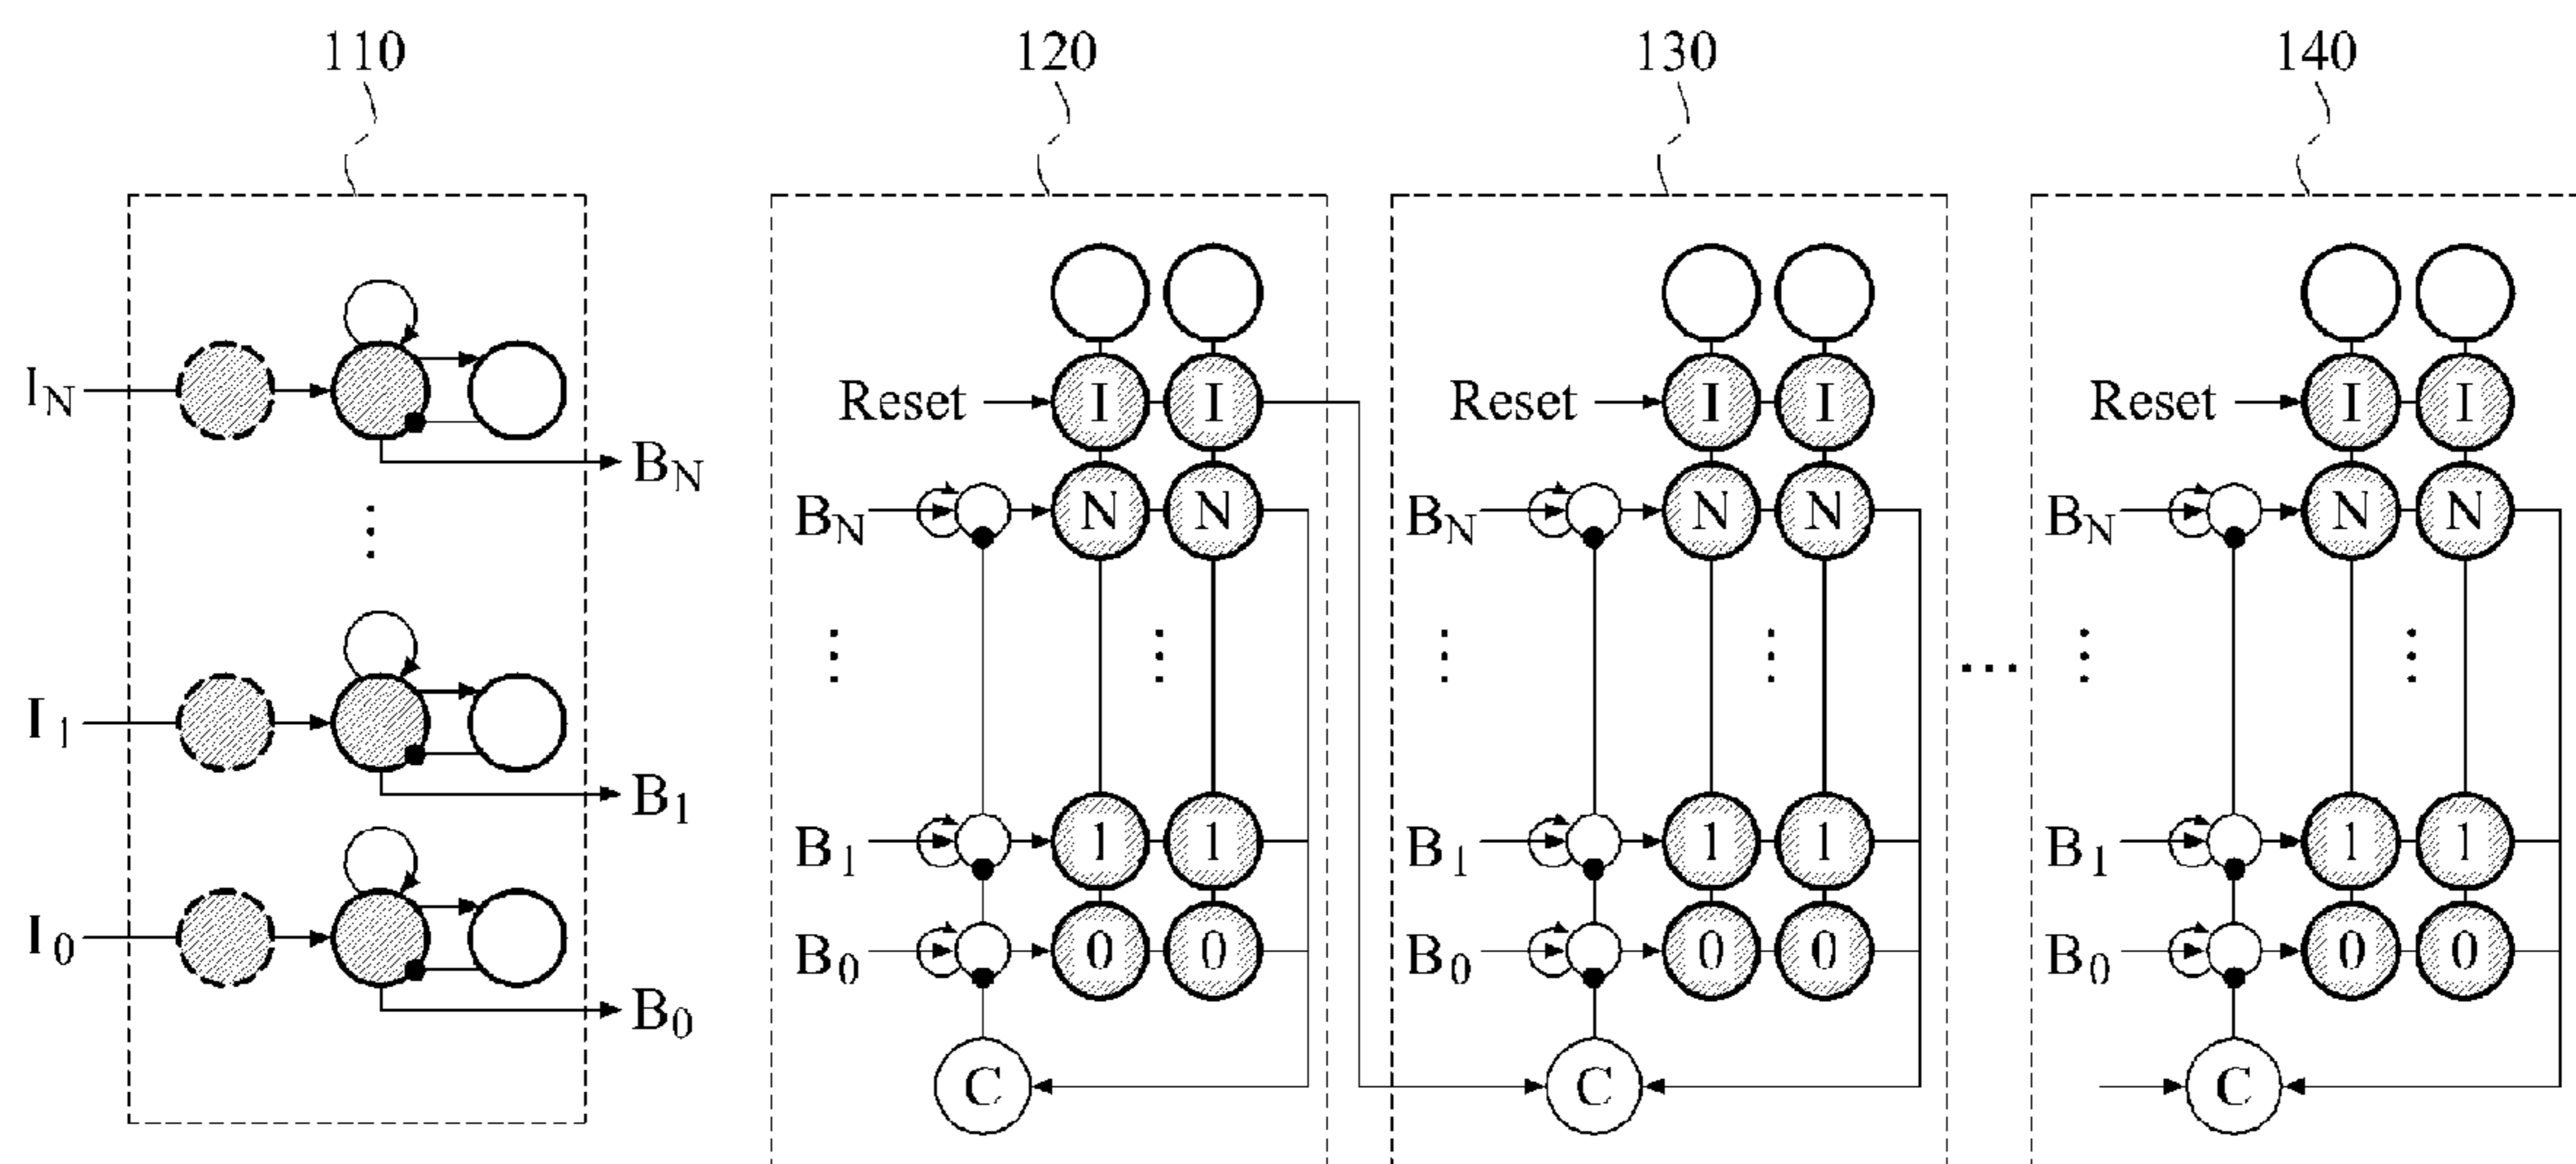 110 120 130 140
I_N B_N
⋮
I_1 B_1
I_0 B_0
Reset I I
B_N N N
⋮ ⋮
B_1 1 1
B_0 0 0
C
Reset I I
B_N N N
⋮ ⋮
B_1 1 1
B_0 0 0
C
...
Reset I I
B_N N N
⋮ ⋮
B_1 1 1
B_0 0 0
C